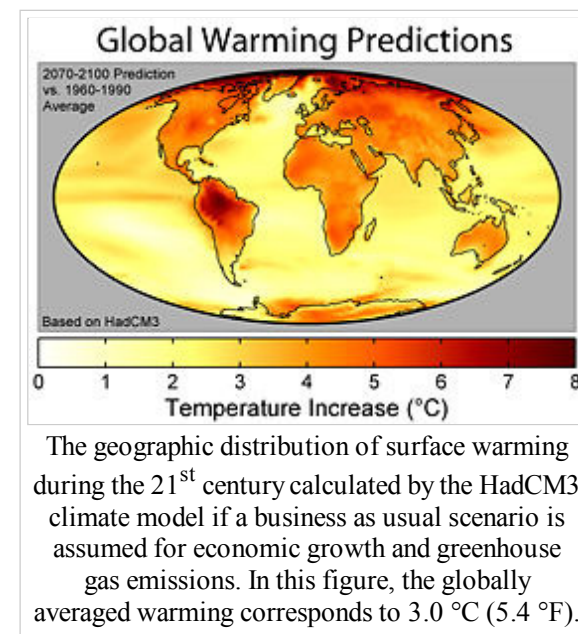 Global Warming Predictions
2070-2100 Prediction
vs. 1960-1990
Average
Based on HadCM3
0 1 2 3 4 5 6 7 8
Temperature Increase (°C)
The geographic distribution of surface warming
during the 21st century calculated by the HadCM3
climate model if a business as usual scenario is
assumed for economic growth and greenhouse
gas emissions. In this figure, the globally
averaged warming corresponds to 3.0 °C (5.4 °F).